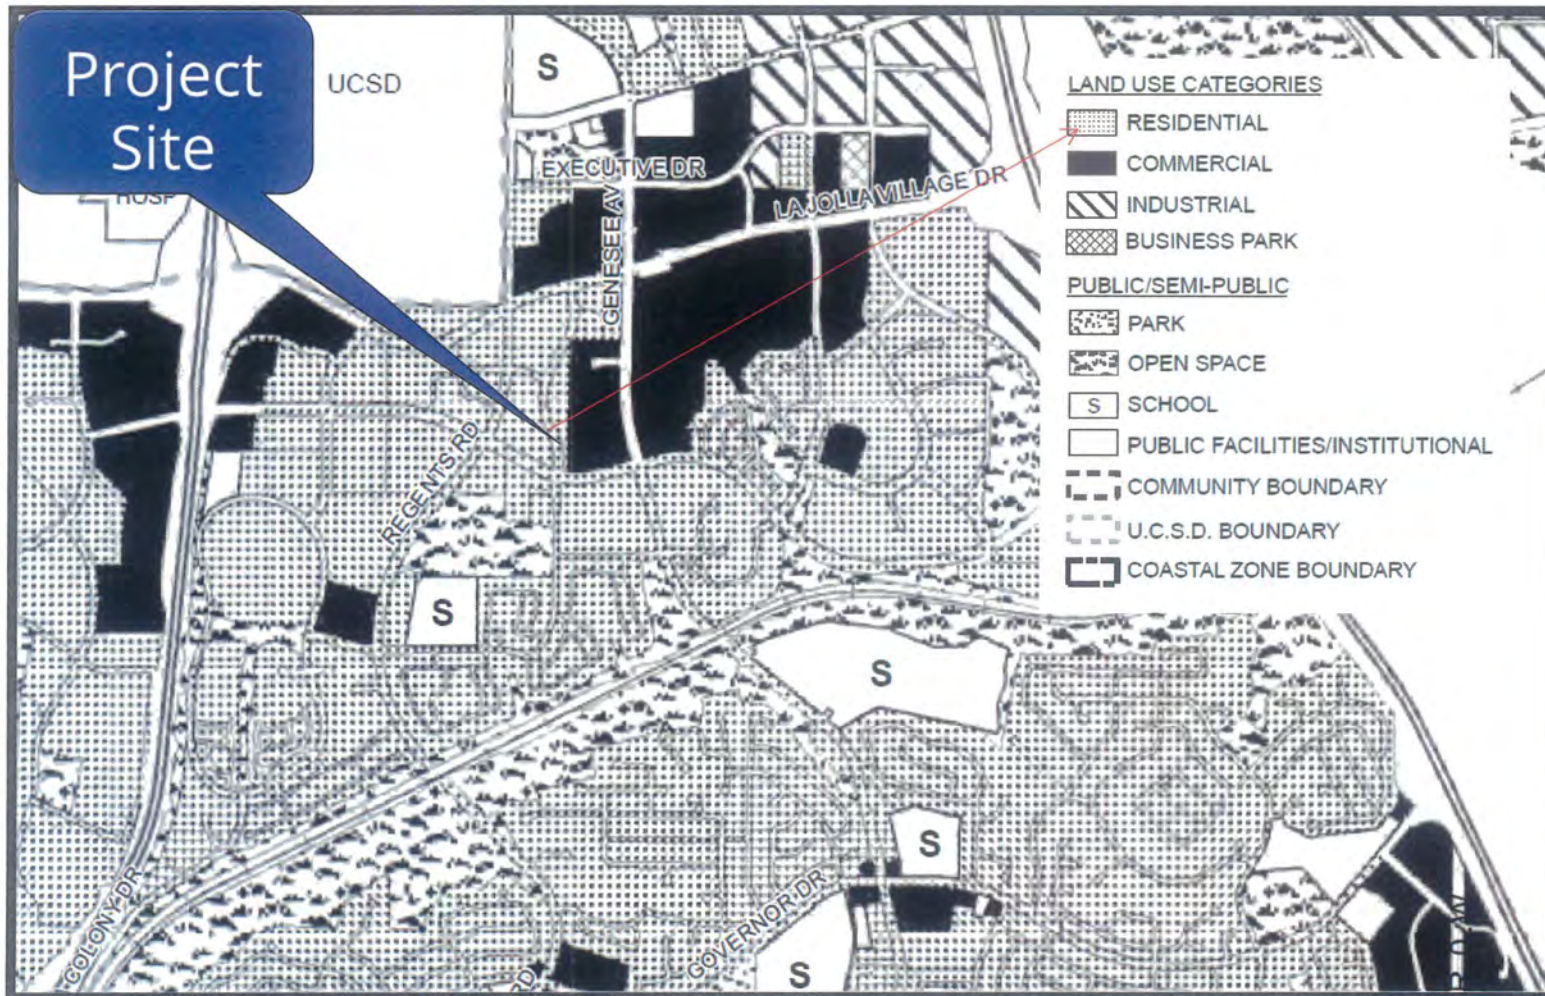 Project
Site
UCSD
HOSP
S
EXECUTIVE DR
GENESEE AV
LA JOLLA VILLAGE DR
REGENTS RD
S
S
S
GOVERNOR DR
S
COLONY DR
RD
LAND USE CATEGORIES
RESIDENTIAL
COMMERCIAL
INDUSTRIAL
BUSINESS PARK
PUBLIC/SEMI-PUBLIC
PARK
OPEN SPACE
S SCHOOL
PUBLIC FACILITIES/INSTITUTIONAL
COMMUNITY BOUNDARY
U.C.S.D. BOUNDARY
COASTAL ZONE BOUNDARY